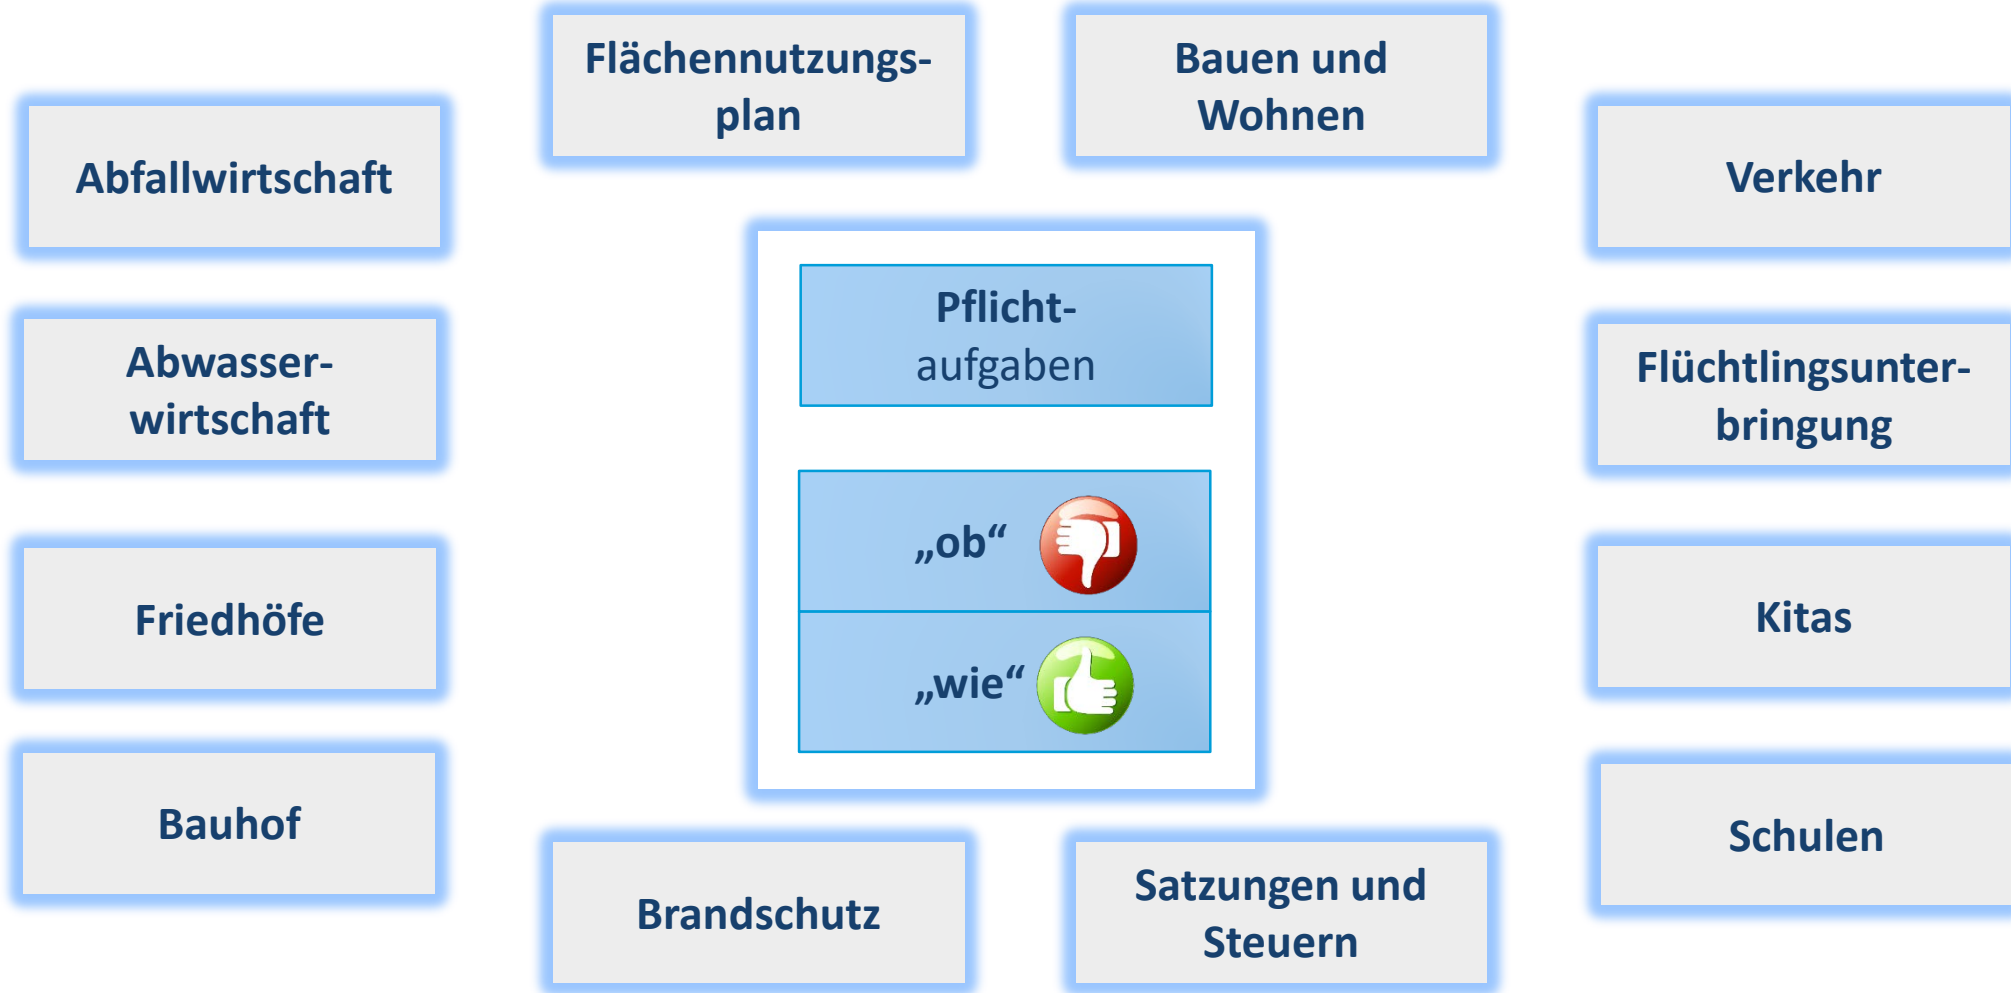 Flächennutzungs-
plan
Bauen und
Wohnen
Abfallwirtschaft
Verkehr
Pflicht-
aufgaben
Abwasser-
wirtschaft
Flüchtlingsunter-
bringung
„ob“
„wie“
Friedhöfe
Kitas
Bauhof
Schulen
Brandschutz
Satzungen und
Steuern